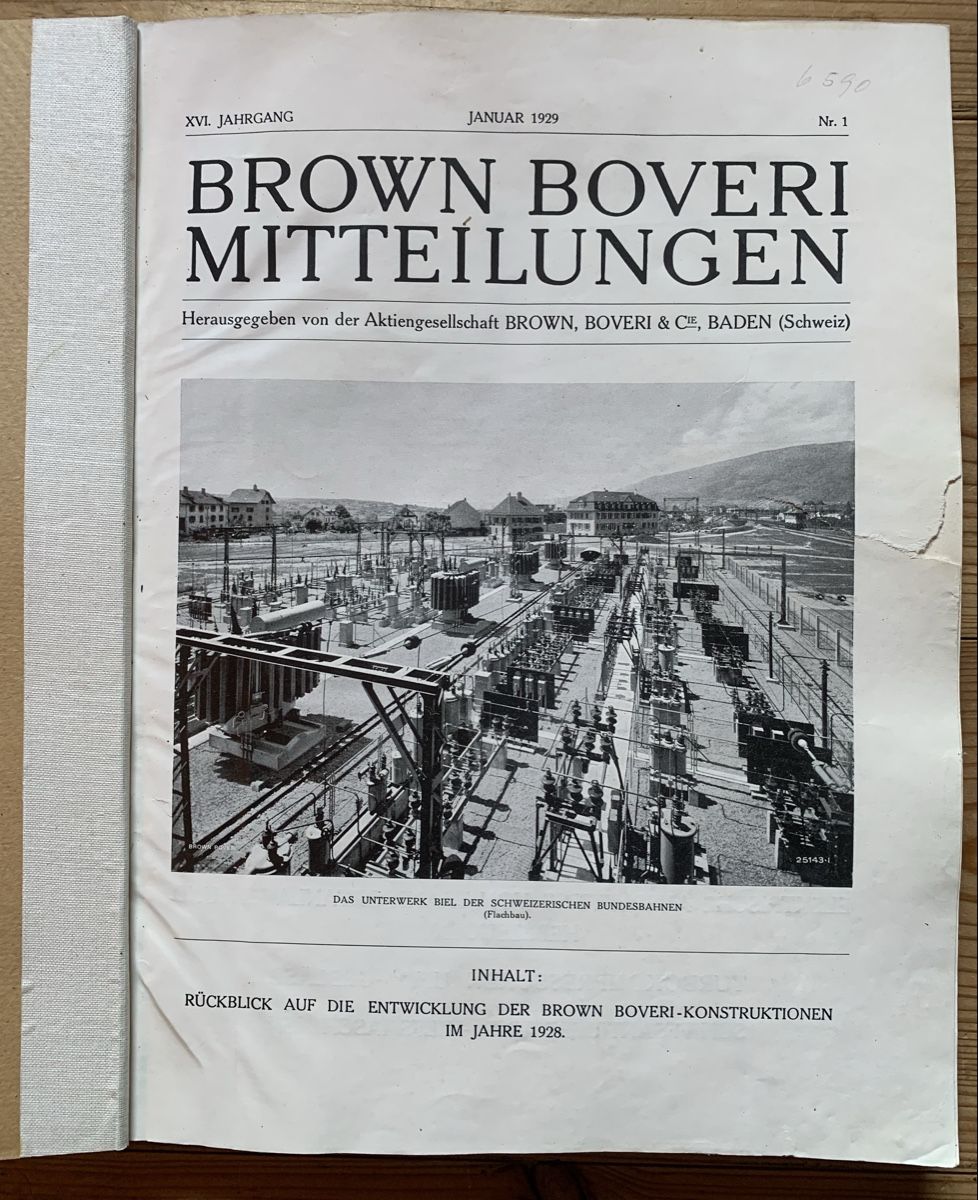 6590
XVI. JAHRGANG JANUAR 1929 Nr. 1
BROWN BOVERI
MITTEILUNGEN
Herausgegeben von der Aktiengesellschaft BROWN, BOVERI & CIE, BADEN (Schweiz)
BROWN BOVERI
25143·I
DAS UNTERWERK BIEL DER SCHWEIZERISCHEN BUNDESBAHNEN
(Flachbau).
INHALT:
RÜCKBLICK AUF DIE ENTWICKLUNG DER BROWN BOVERI-KONSTRUKTIONEN
IM JAHRE 1928.